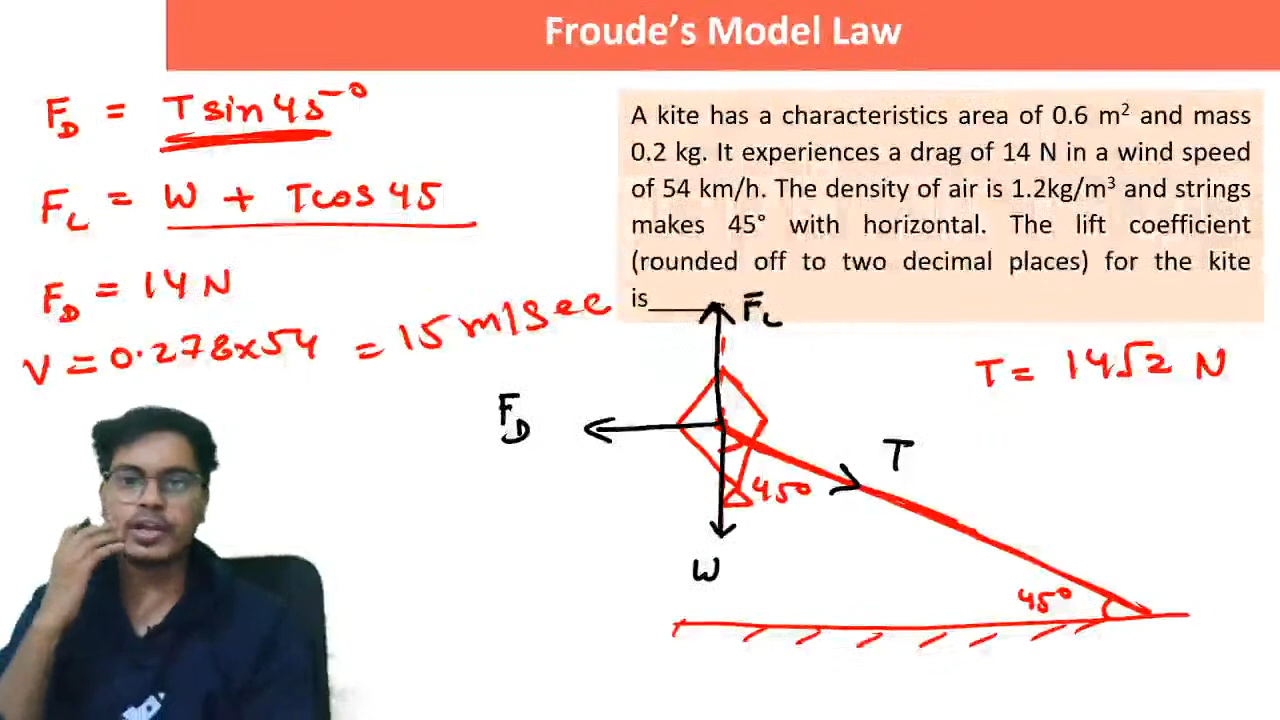 Froude's Model Law
F_D = T sin 45°
F_L = W + T cos 45
F_D = 14 N
V = 0.278x54 = 15 m/sec
A kite has a characteristics area of 0.6 m² and mass
0.2 kg. It experiences a drag of 14 N in a wind speed
of 54 km/h. The density of air is 1.2kg/m³ and strings
makes 45° with horizontal. The lift coefficient
(rounded off to two decimal places) for the kite
is______
F_L
T = 14√2 N
F_D
T
45°
W
45°